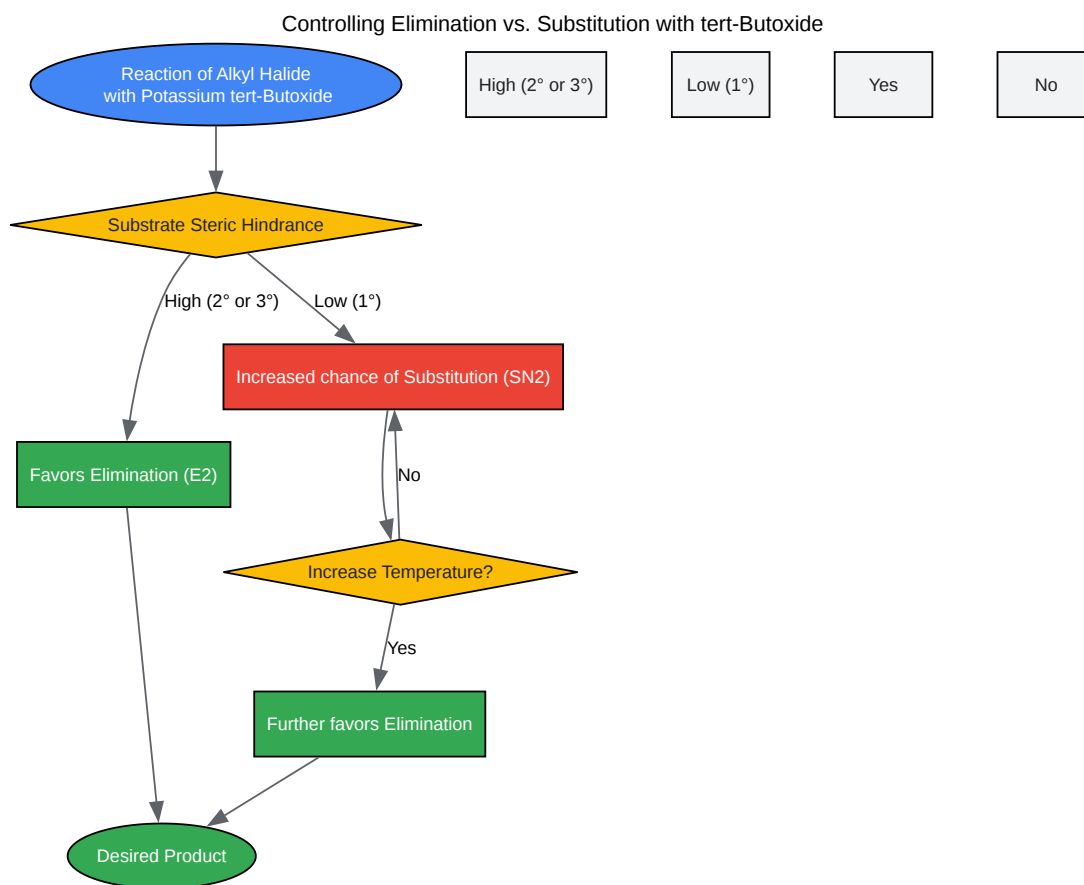 Controlling Elimination vs. Substitution with tert-Butoxide
Reaction of Alkyl Halide
with Potassium tert-Butoxide
High (2° or 3°)
Low (1°)
Yes
No
Substrate Steric Hindrance
High (2° or 3°)
Low (1°)
Increased chance of Substitution (SN2)
Favors Elimination (E2)
No
Increase Temperature?
Yes
Further favors Elimination
Desired Product